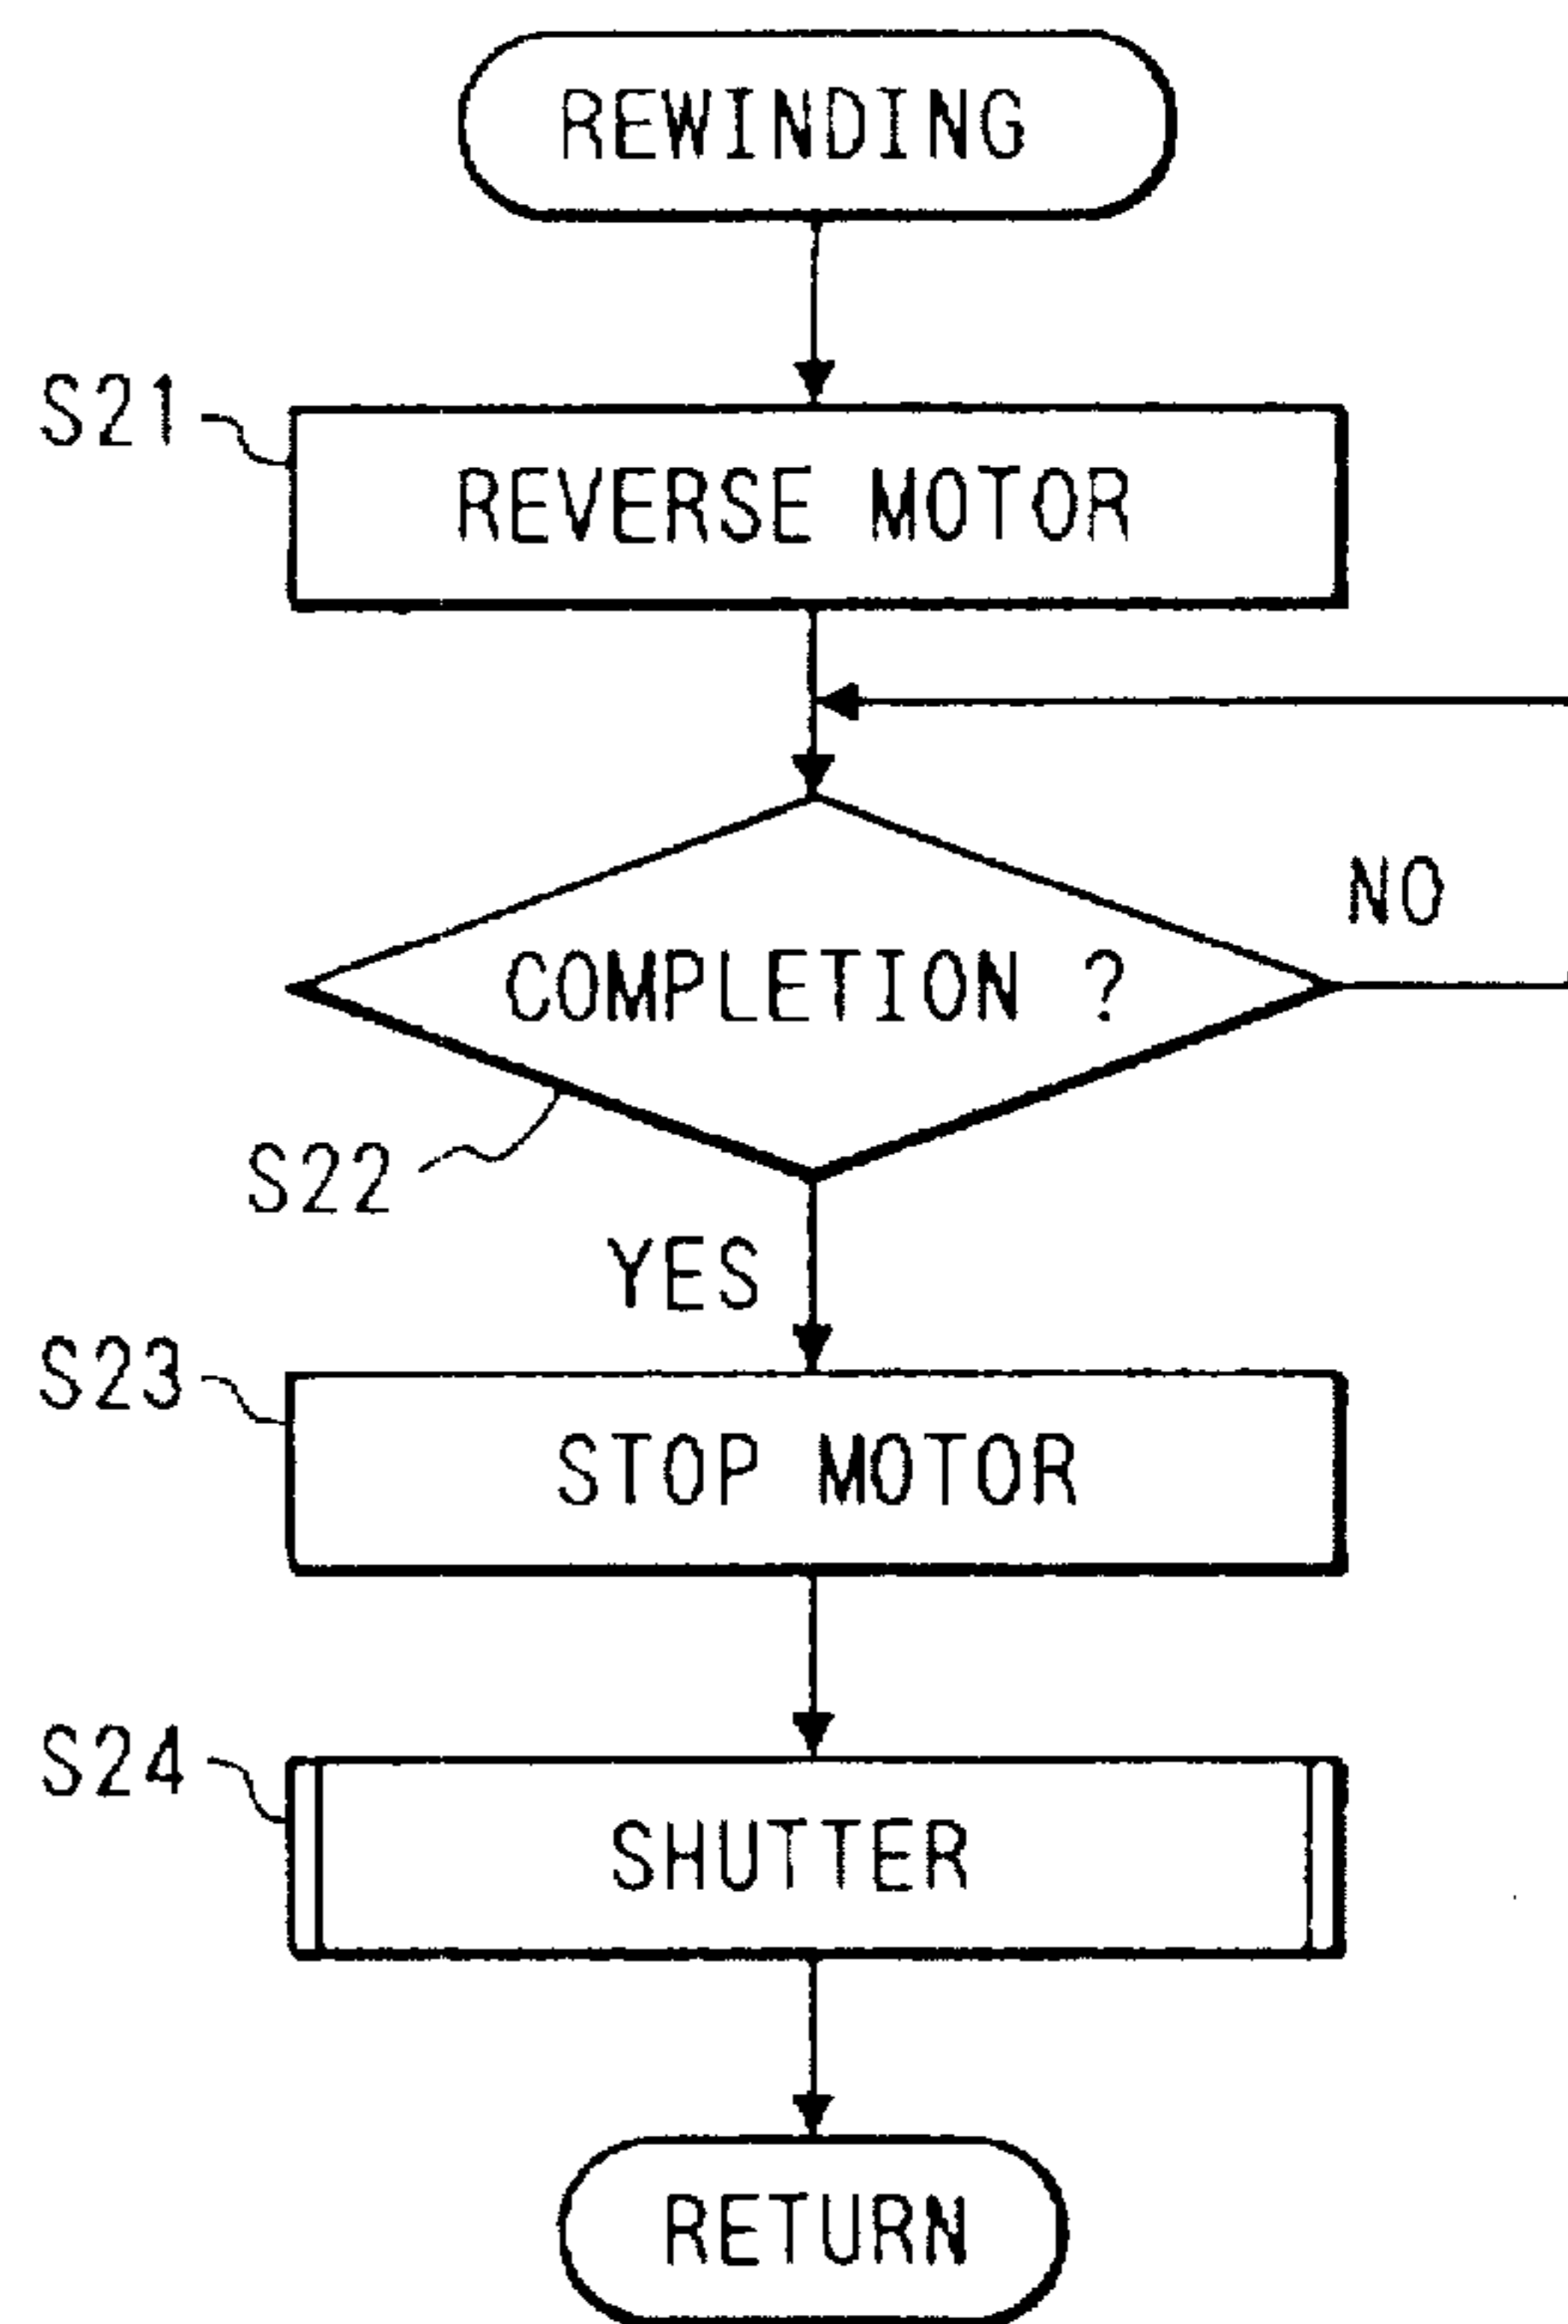 REWINDING
S21
REVERSE MOTOR
NO
COMPLETION ?
S22
YES
S23
STOP MOTOR
S24
SHUTTER
RETURN